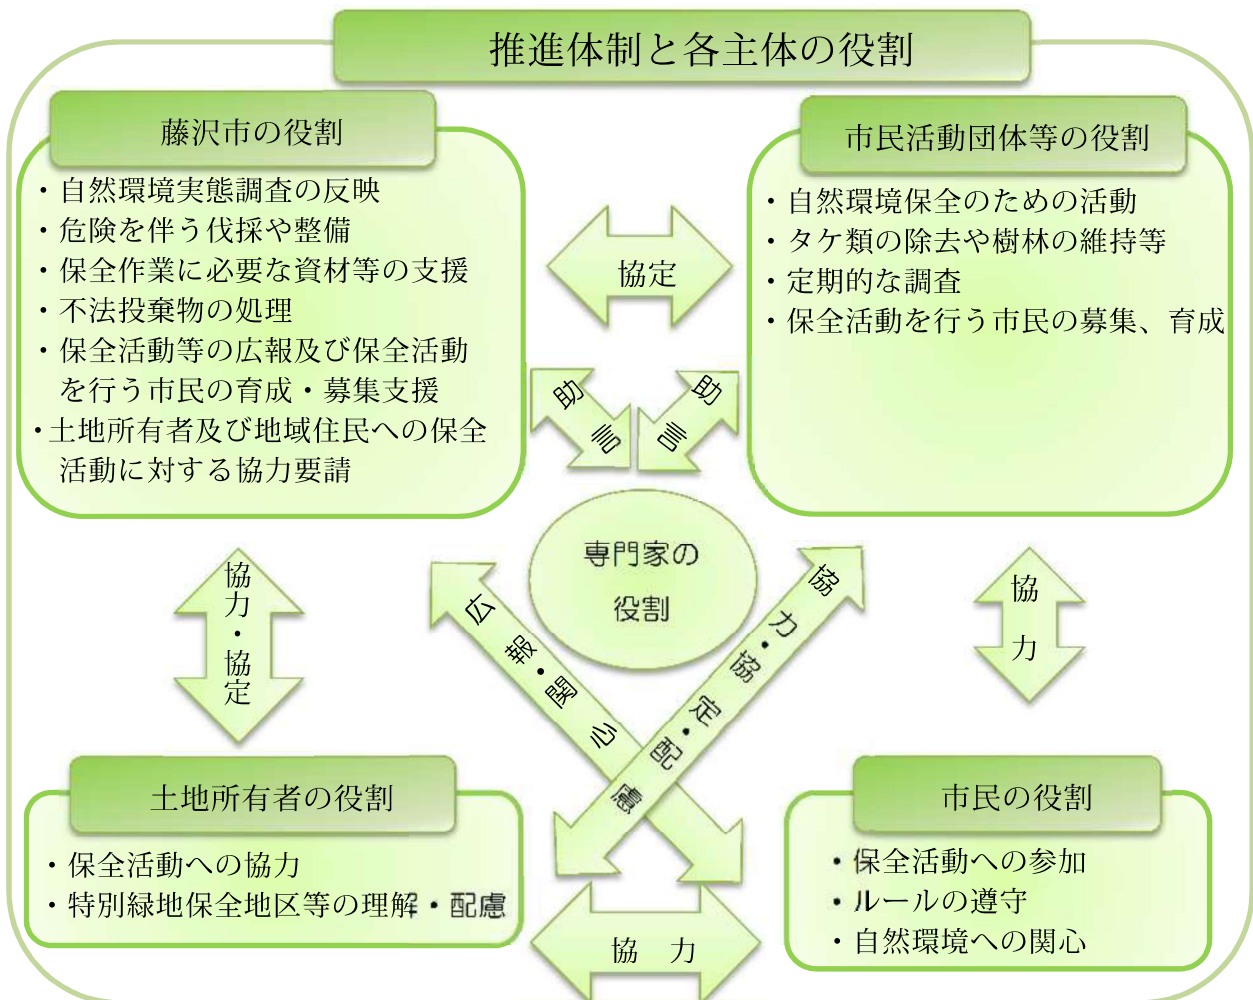 推進体制と各主体の役割
藤沢市の役割
・自然環境実態調査の反映
・危険を伴う伐採や整備
・保全作業に必要な資材等の支援
・不法投棄物の処理
・保全活動等の広報及び保全活動
を行う市民の育成・募集支援
・土地所有者及び地域住民への保全
活動に対する協力要請
市民活動団体等の役割
・自然環境保全のための活動
・タケ類の除去や樹林の維持等
・定期的な調査
・保全活動を行う市民の募集、育成
協定
助言
助言
専門家の
役割
協力・協定
広報・関心
協力・協定・配慮
協力
土地所有者の役割
・保全活動への協力
・特別緑地保全地区等の理解・配慮
協 力
市民の役割
・保全活動への参加
・ルールの遵守
・自然環境への関心